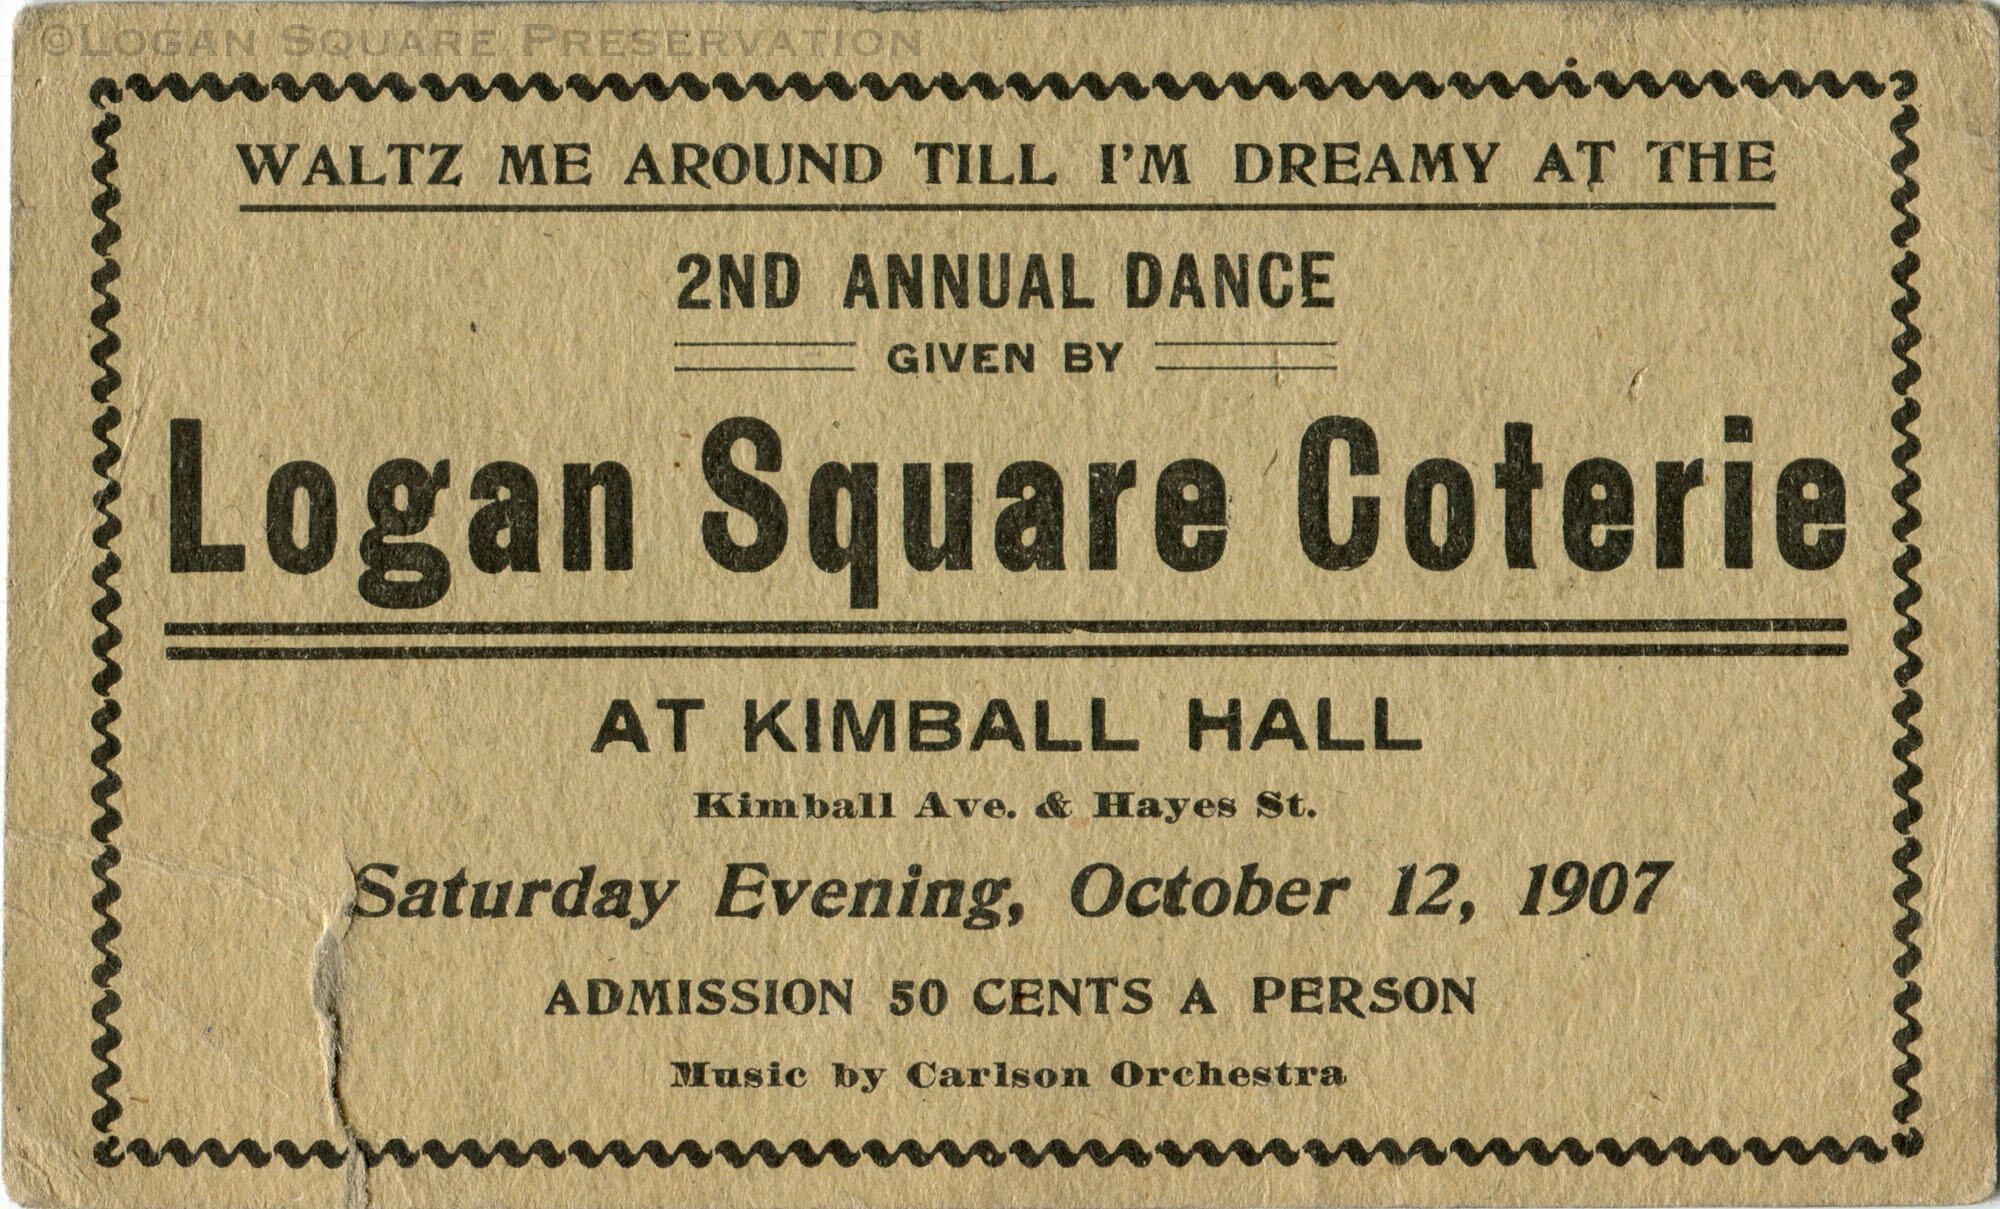 ©Logan Square Preservation
WALTZ ME AROUND TILL I'M DREAMY AT THE
2ND ANNUAL DANCE
GIVEN BY
Logan Square Coterie
AT KIMBALL HALL
Kimball Ave. & Hayes St.
Saturday Evening, October 12, 1907
ADMISSION 50 CENTS A PERSON
Music by Carlson Orchestra